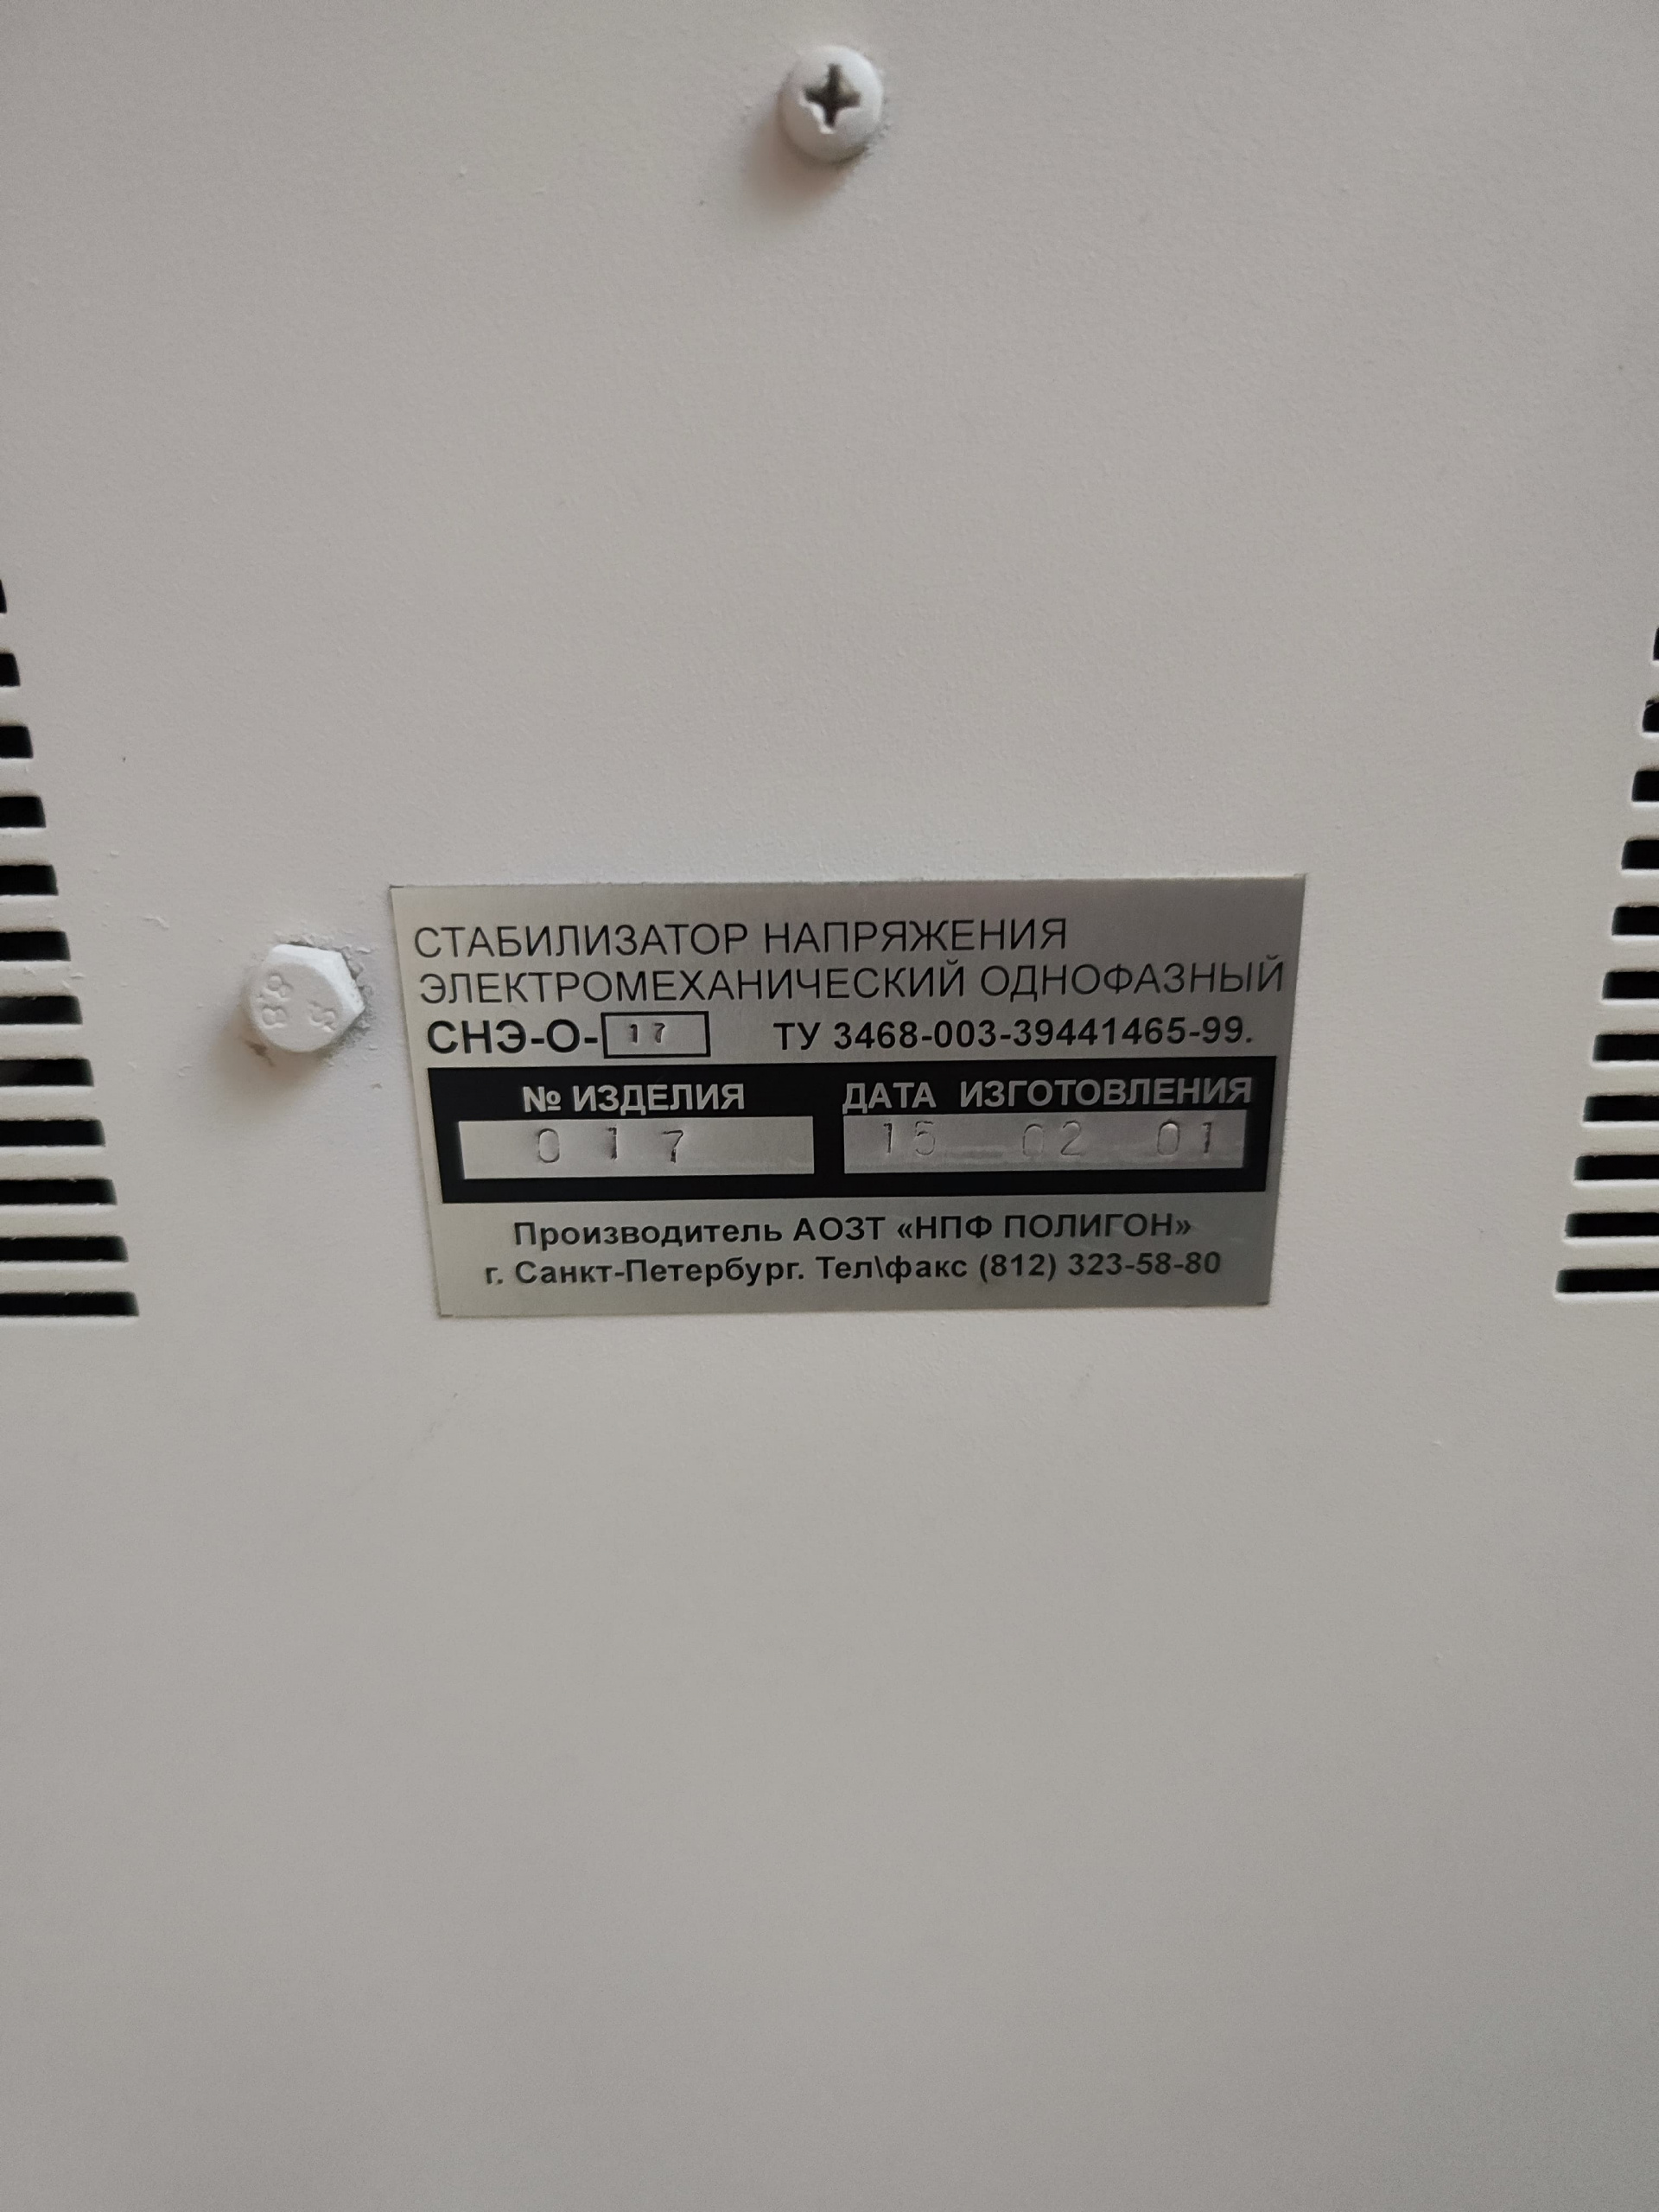 СТАБИЛИЗАТОР НАПРЯЖЕНИЯ
ЭЛЕКТРОМЕХАНИЧЕСКИЙ ОДНОФАЗНЫЙ
СНЭ-О-17 ТУ 3468-003-39441465-99.
№ ИЗДЕЛИЯ ДАТА ИЗГОТОВЛЕНИЯ
017 15 02 01
Производитель АОЗТ «НПФ ПОЛИГОН»
г. Санкт-Петербург. Тел\факс (812) 323-58-80